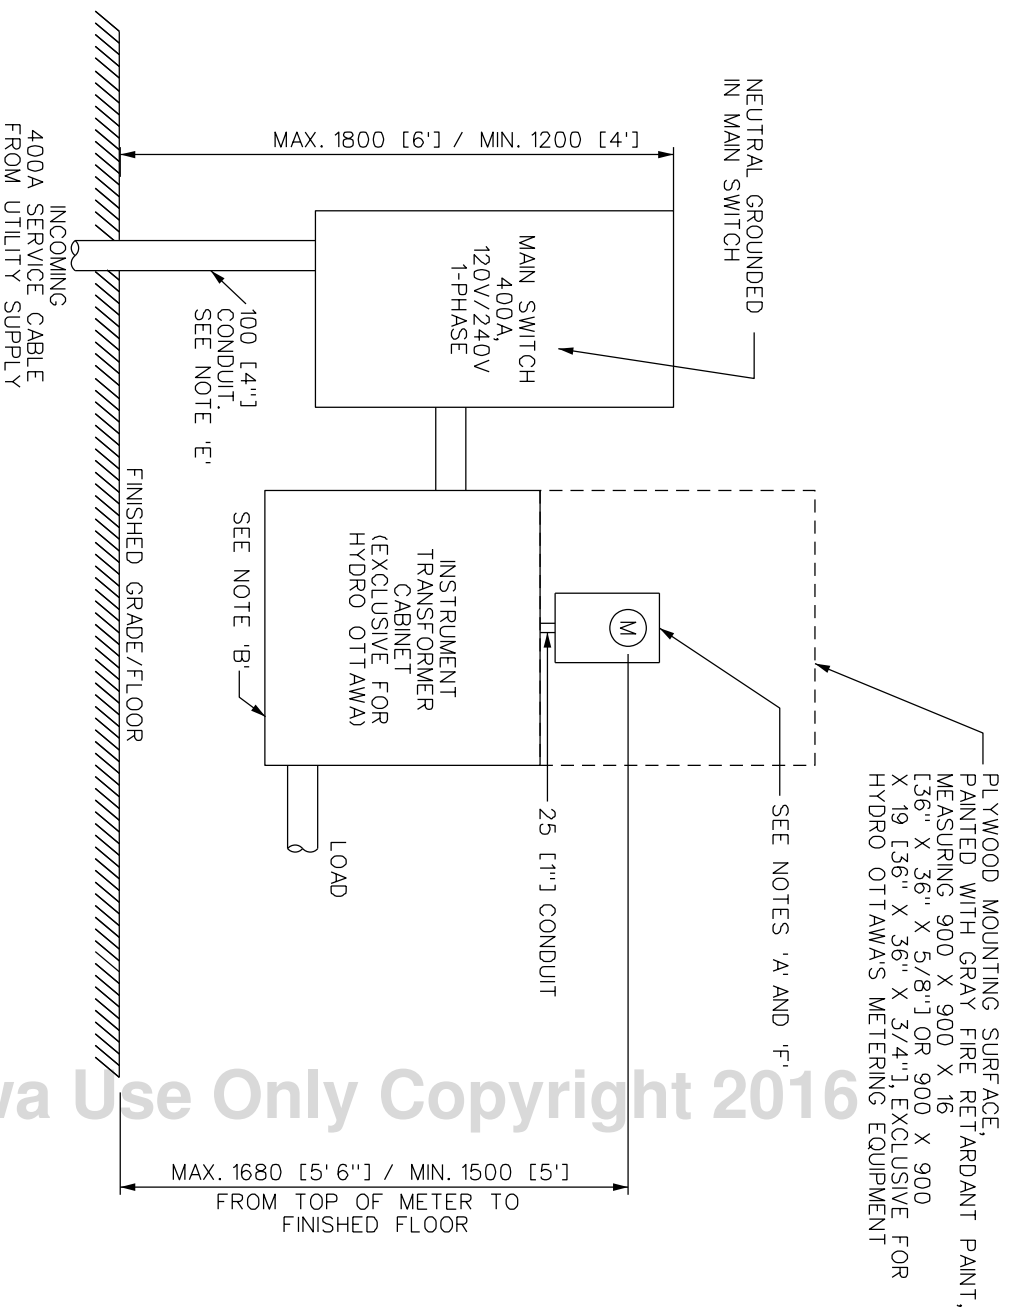 NEUTRAL GROUNDED
IN MAIN SWITCH
PLYWOOD MOUNTING SURFACE,
PAINTED WITH GRAY FIRE RETARDANT PAINT,
MEASURING 900 X 900 X 16
[36" X 36" X 5/8"] OR 900 X 900
X 19 [36" X 36" X 3/4"], EXCLUSIVE FOR
HYDRO OTTAWA'S METERING EQUIPMENT
SEE NOTES 'A' AND 'F'
M
25 [1"] CONDUIT
MAX. 1800 [6'] / MIN. 1200 [4']
MAIN SWITCH
400A,
120V/240V
1-PHASE
INSTRUMENT
TRANSFORMER
CABINET
(EXCLUSIVE FOR
HYDRO OTTAWA)
LOAD
SEE NOTE 'B'
100 [4"]
CONDUIT.
SEE NOTE 'E'
FINISHED GRADE/FLOOR
INCOMING
400A SERVICE CABLE
FROM UTILITY SUPPLY
MAX. 1680 [5' 6"] / MIN. 1500 [5']
FROM TOP OF METER TO
FINISHED FLOOR
va Use Only Copyright 2016